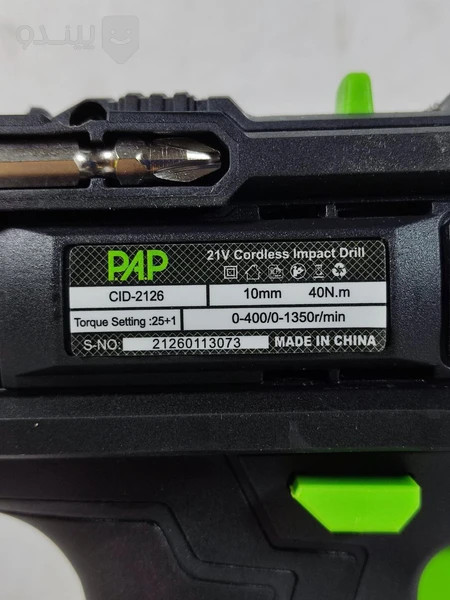 بیندو
PAP
21V Cordless Impact Drill
CID-2126 10mm 40N.m
Torque Setting :25+1 0-400/0-1350r/min
S-NO: 21260113073 MADE IN CHINA